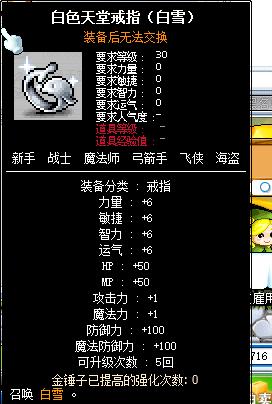 白色天堂戒指（白雪）
装备后无法交换
要求等级： 30
要求力量： 0
要求敏捷： 0
要求智力： 0
要求运气： 0
要求人气度：-
道具等级： -
道具经验值：-
新手 战士 魔法师 弓箭手 飞侠 海盗
装备分类 : 戒指
力量 : +6
敏捷 : +6
智力 : +6
运气 : +6
HP : +50
MP : +50
攻击力 : +1
魔法力 : +1
防御力 : +100
魔法防御力 : +100
可升级次数 : 5回
金锤子已提高的强化次数: 0
召唤 白雪 。
雇用
716
卖